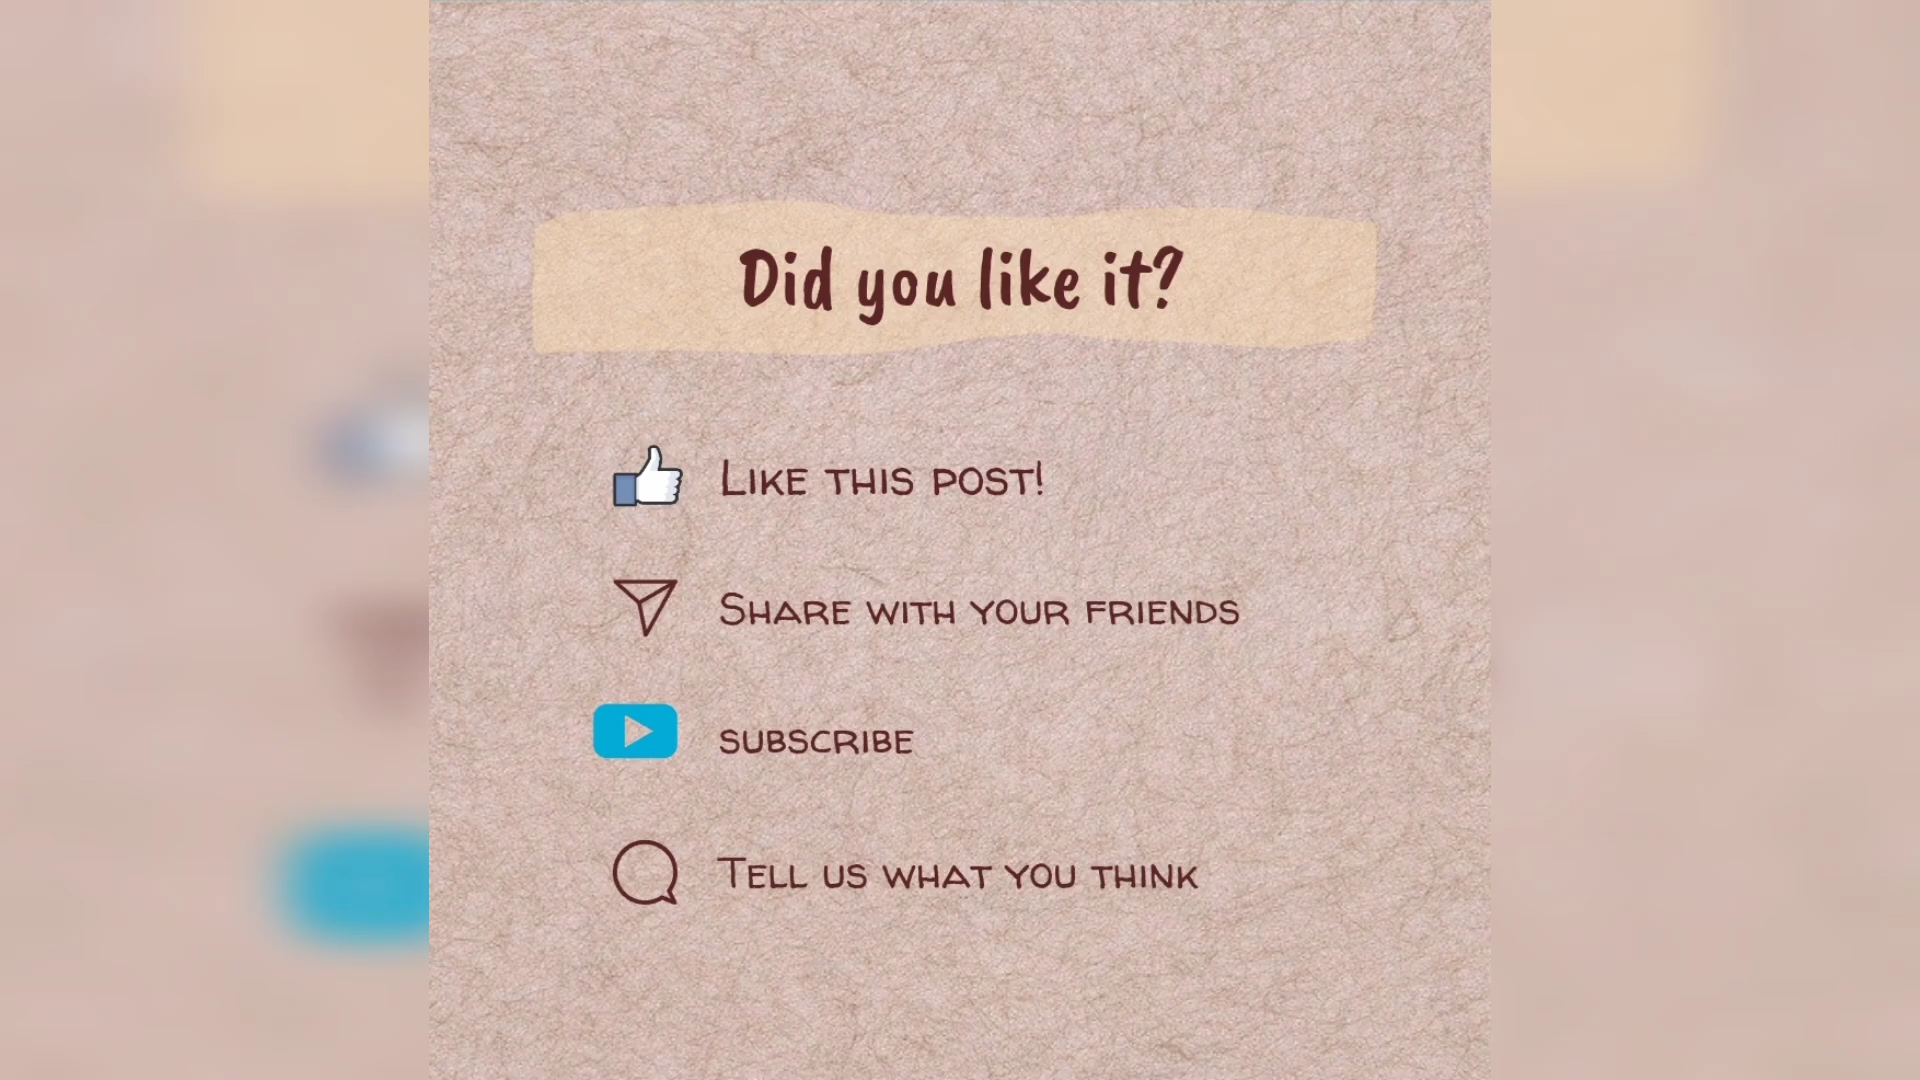 Did you like it?
Like this post!
Share with your friends
subscribe
Tell us what you think